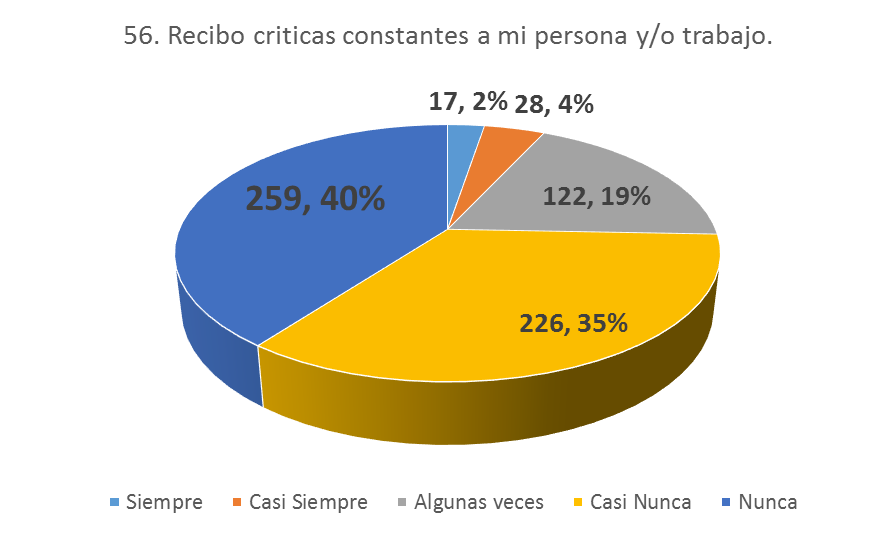 56. Recibo criticas constantes a mi persona y/o trabajo.
17, 2%
28, 4%
259, 40%
122, 19%
226, 35%
Siempre
Casi Siempre
Algunas veces
Casi Nunca
Nunca